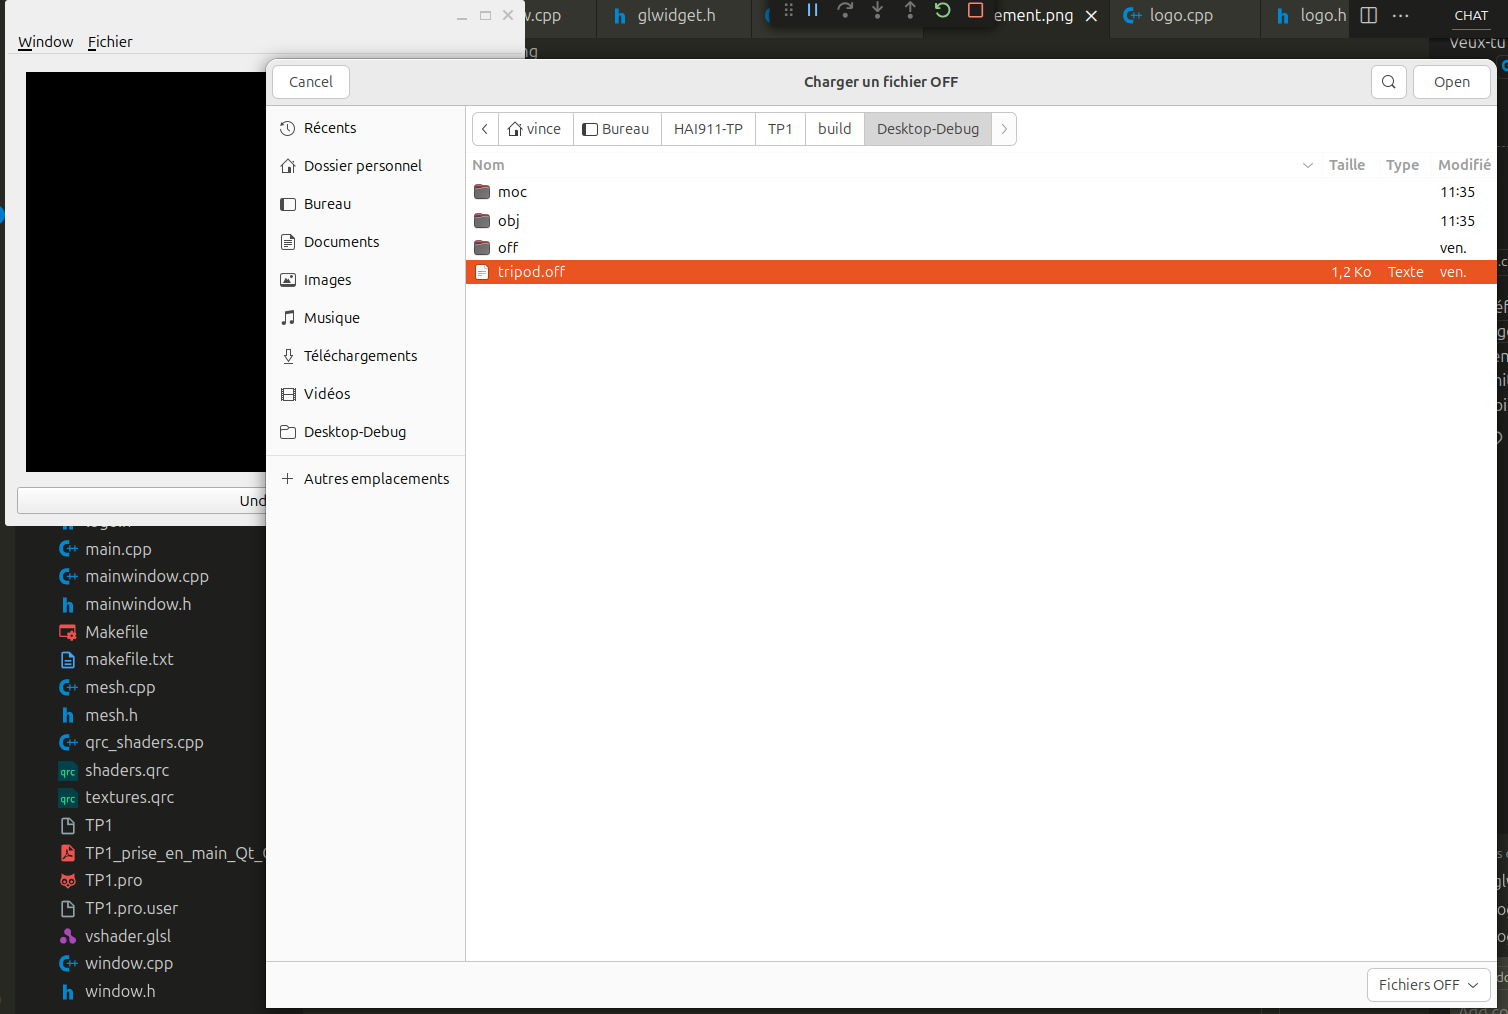 v.cpp
glwidget.h
ement.png
logo.cpp
logo.h
CHAT
Window Fichier
ng
Veux-tu
Cancel
Charger un fichier OFF
Open
Récents
Dossier personnel
Bureau
Documents
Images
Musique
Téléchargements
Vidéos
Desktop-Debug
Autres emplacements
vince
Bureau
HAI911-TP
TP1
build
Desktop-Debug
Nom Taille Type Modifié
moc 11:35
obj 11:35
off ven.
tripod.off 1,2 Ko Texte ven.
Und
main.cpp
mainwindow.cpp
mainwindow.h
Makefile
makefile.txt
mesh.cpp
mesh.h
qrc_shaders.cpp
qrc shaders.qrc
qrc textures.qrc
TP1
TP1_prise_en_main_Qt_
TP1.pro
TP1.pro.user
vshader.glsl
window.cpp
window.h
Fichiers OFF